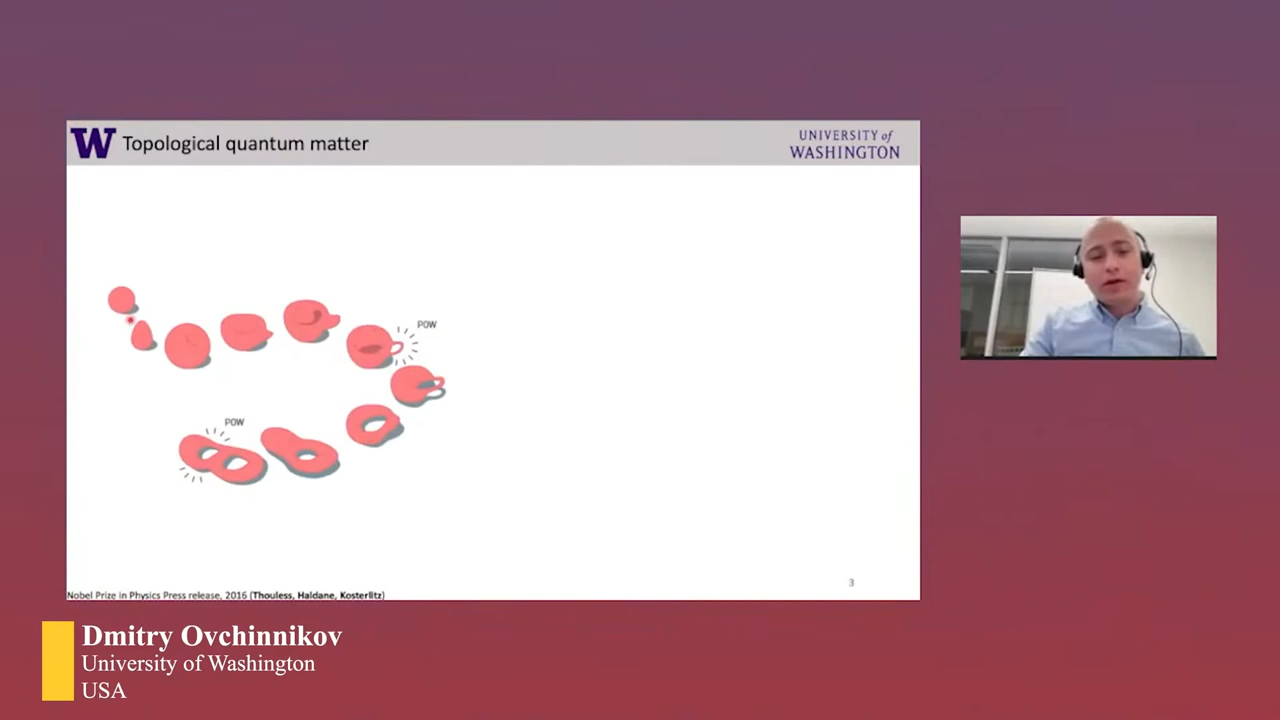 W Topological quantum matter
UNIVERSITY of
WASHINGTON
POW
POW
3
Nobel Prize in Physics Press release, 2016 (Thouless, Haldane, Kosterlitz)
Dmitry Ovchinnikov
University of Washington
USA